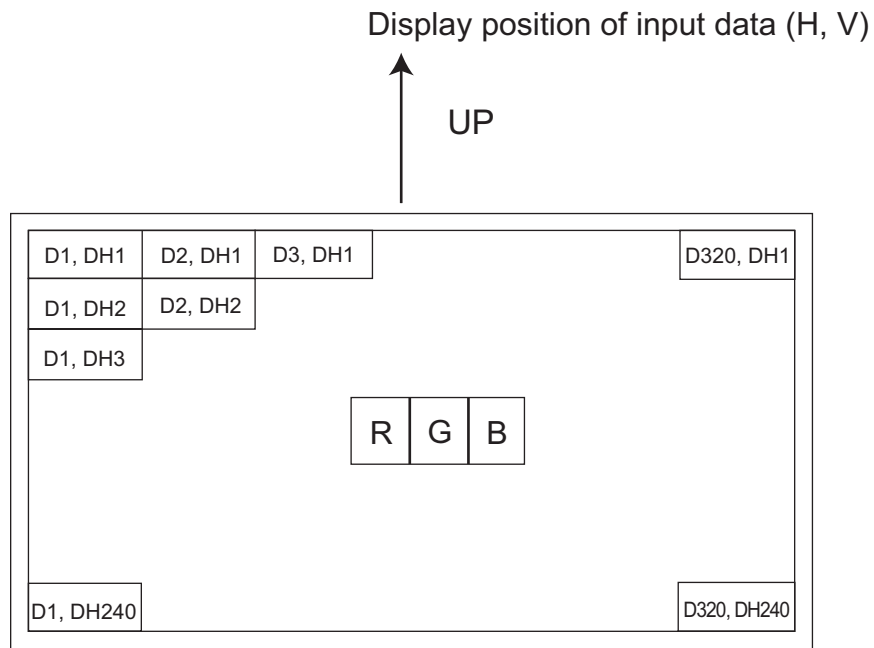 Display position of input data (H, V)
UP
D1, DH1 D2, DH1 D3, DH1 D320, DH1
D1, DH2 D2, DH2
D1, DH3
R G B
D1, DH240 D320, DH240